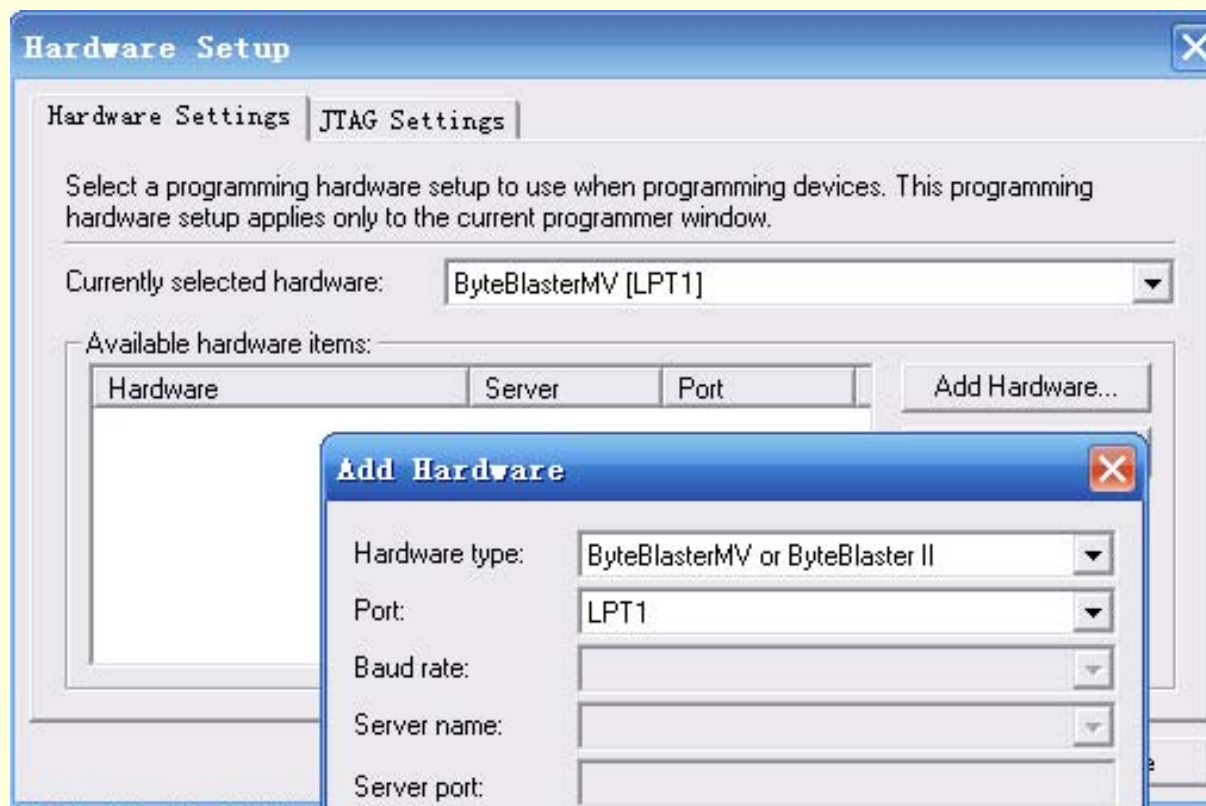 Hardware Setup
Hardware Settings
JTAG Settings
Select a programming hardware setup to use when programming devices. This programming
hardware setup applies only to the current programmer window.
Currently selected hardware:
ByteBlasterMV [LPT1]
Available hardware items:
Hardware
Server
Port
Add Hardware...
Add Hardware
Hardware type:
ByteBlasterMV or ByteBlaster II
Port:
LPT1
Baud rate:
Server name:
Server port: